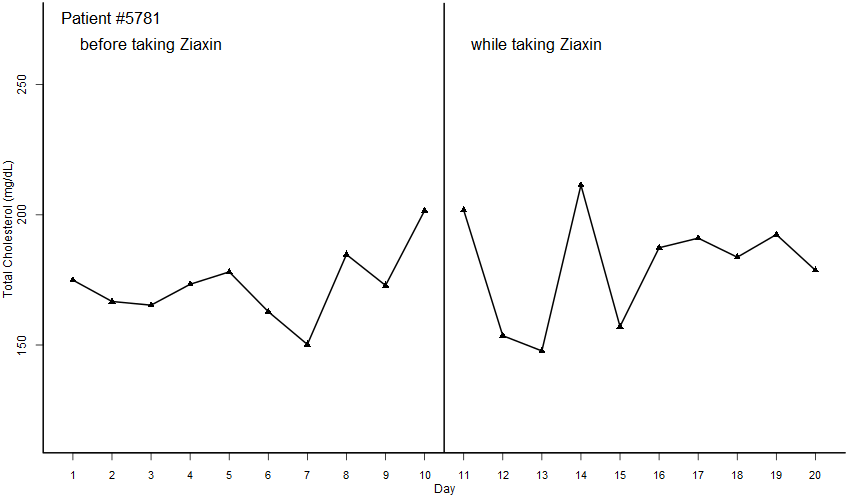 Patient #5781
before taking Ziaxin
while taking Ziaxin
Total Cholesterol (mg/dL)
250
200
150
1 2 3 4 5 6 7 8 9 10 11 12 13 14 15 16 17 18 19 20
Day